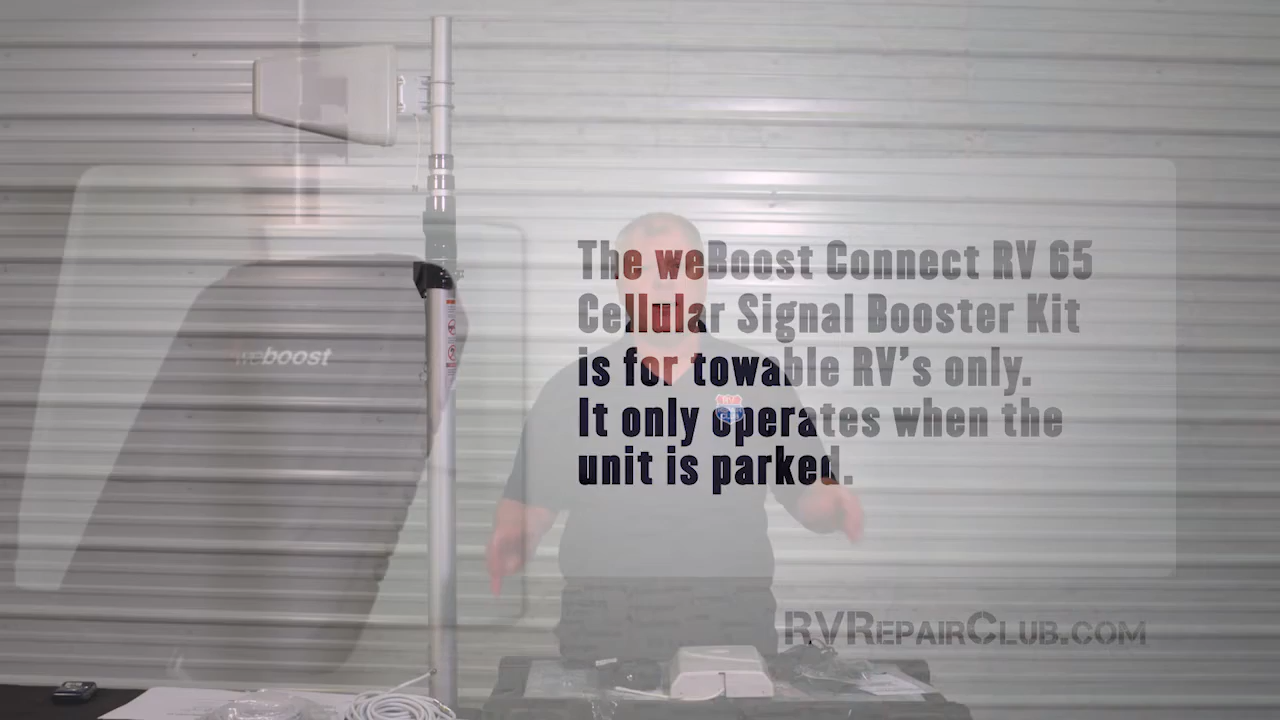 The weBoost Connect RV 65
Cellular Signal Booster Kit
is for towable RV's only.
It only operates when the
unit is parked.
weboost
RVRepairClub.com